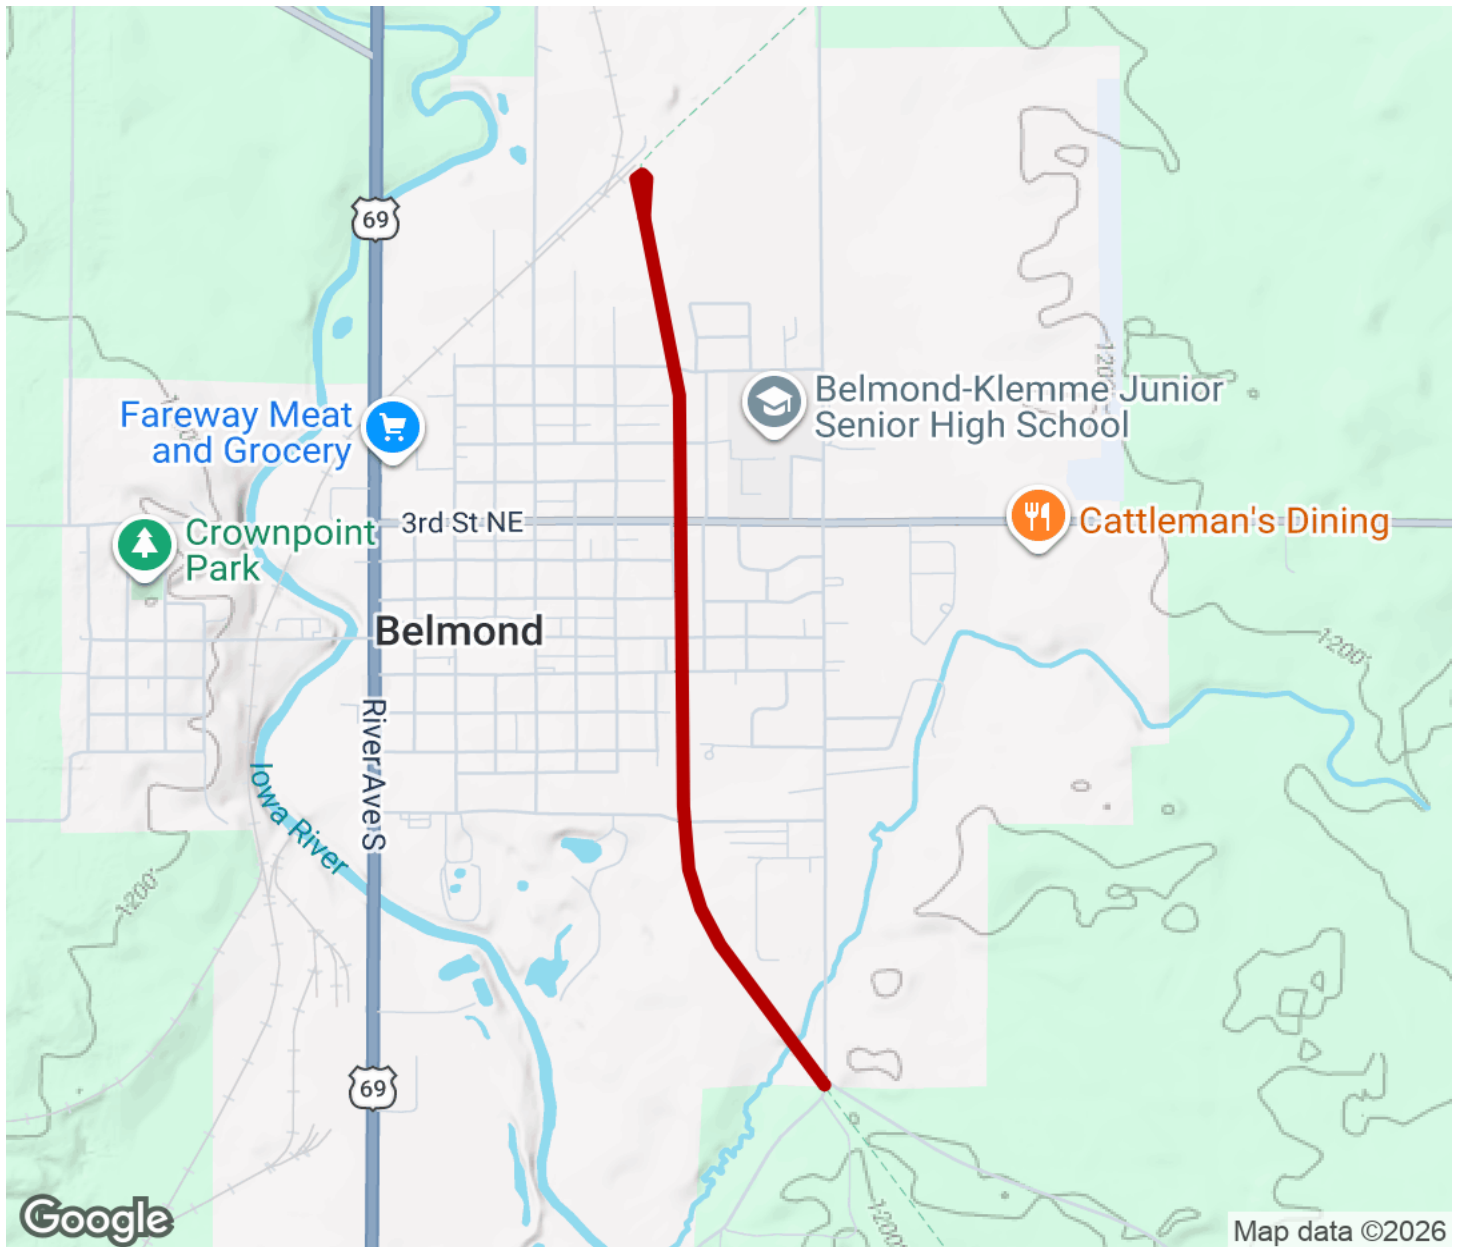 69
Belmond-Klemme Junior
Senior High School
Fareway Meat
and Grocery
3rd St NE
Cattleman's Dining
Crownpoint
Park
Belmond
1200'
River Ave S
Iowa River
1200'
69
1200'
Google
Map data ©2026